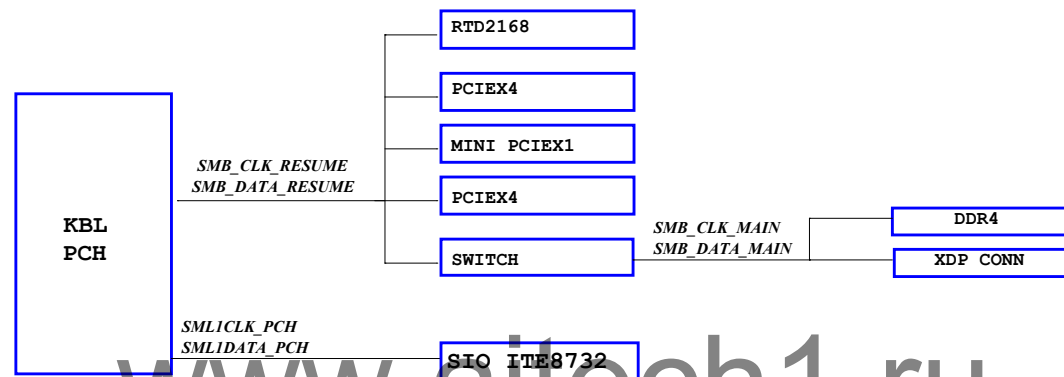 RTD2168
PCIEX4
MINI PCIEX1
PCIEX4
SWITCH
SMB_CLK_RESUME
SMB_DATA_RESUME
KBL
PCH
SMB_CLK_MAIN
SMB_DATA_MAIN
DDR4
XDP CONN
SML1CLK_PCH
SML1DATA_PCH
SIO ITE8732